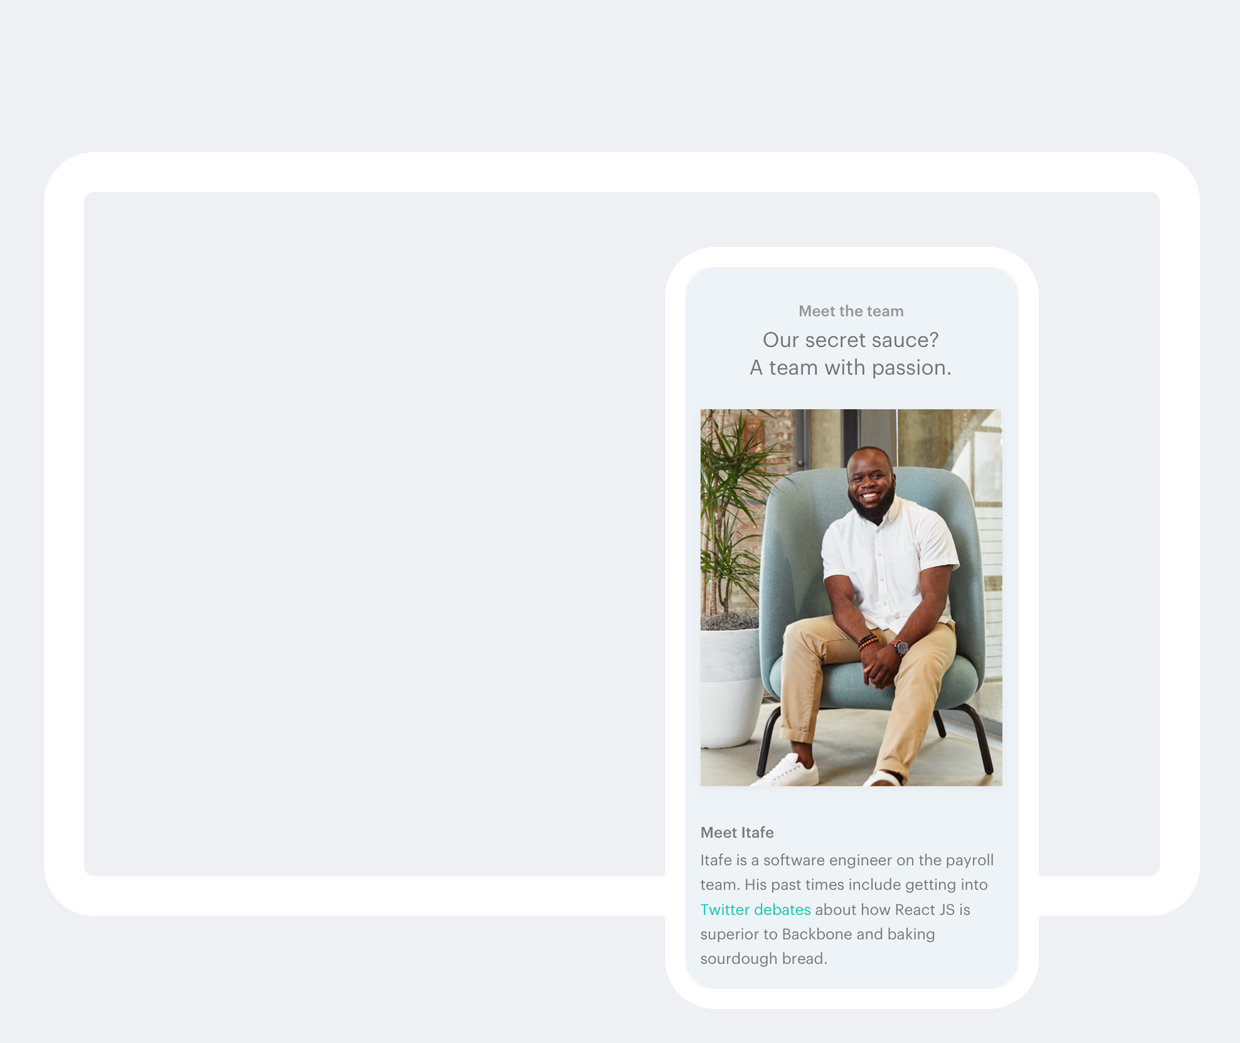 Meet the team
Our secret sauce?
A team with passion.
Meet Itafe
Itafe is a software engineer on the payroll
team. His past times include getting into
Twitter debates about how React JS is
superior to Backbone and baking
sourdough bread.